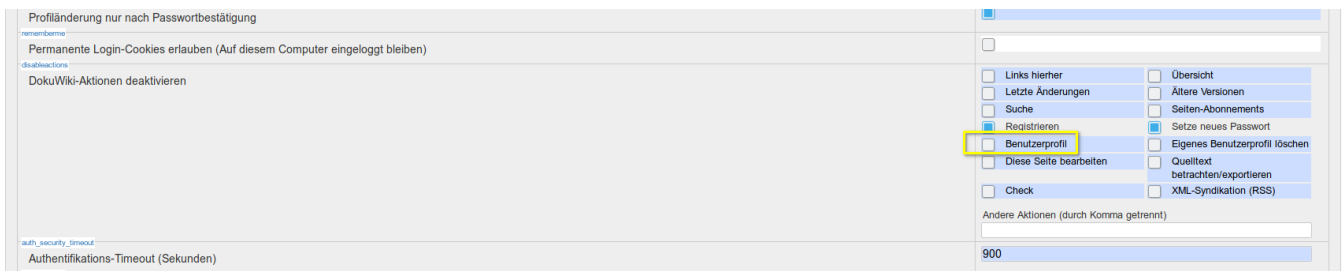 Profiländerung nur nach Passwortbestätigung
rememberme
Permanente Login-Cookies erlauben (Auf diesem Computer eingeloggt bleiben)
disableactions
DokuWiki-Aktionen deaktivieren
Links hierher Übersicht
Letzte Änderungen Ältere Versionen
Suche Seiten-Abonnements
Registrieren Setze neues Passwort
Benutzerprofil Eigenes Benutzerprofil löschen
Diese Seite bearbeiten Quelltext
betrachten/exportieren
Check XML-Syndikation (RSS)
Andere Aktionen (durch Komma getrennt)
auth_security_timeout
Authentifikations-Timeout (Sekunden) 900